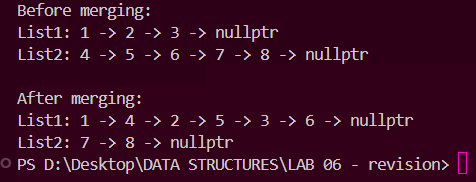 Before merging:
List1: 1 -> 2 -> 3 -> nullptr
List2: 4 -> 5 -> 6 -> 7 -> 8 -> nullptr
After merging:
List1: 1 -> 4 -> 2 -> 5 -> 3 -> 6 -> nullptr
List2: 7 -> 8 -> nullptr
PS D:\Desktop\DATA STRUCTURES\LAB 06 - revision>